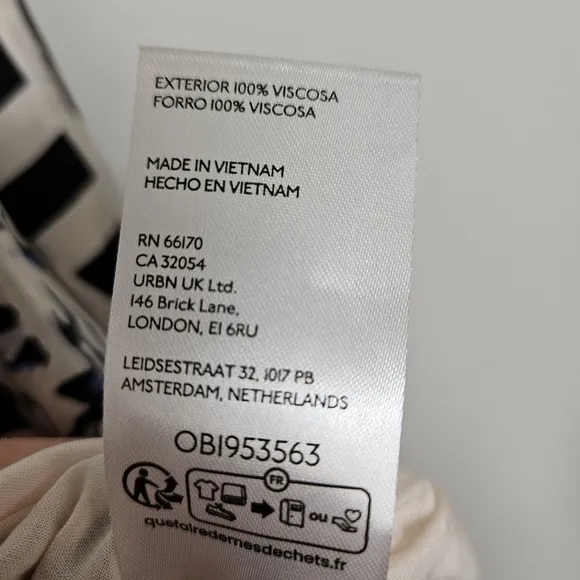 EXTERIOR 100% VISCOSA
FORRO 100% VISCOSA
MADE IN VIETNAM
HECHO EN VIETNAM
RN 66170
CA 32054
URBN UK Ltd.
146 Brick Lane,
LONDON, E1 6RU
LEIDSESTRAAT 32, 1017 PB
AMSTERDAM, NETHERLANDS
OB1953563
FR
ou
quefairedemesdechets.fr